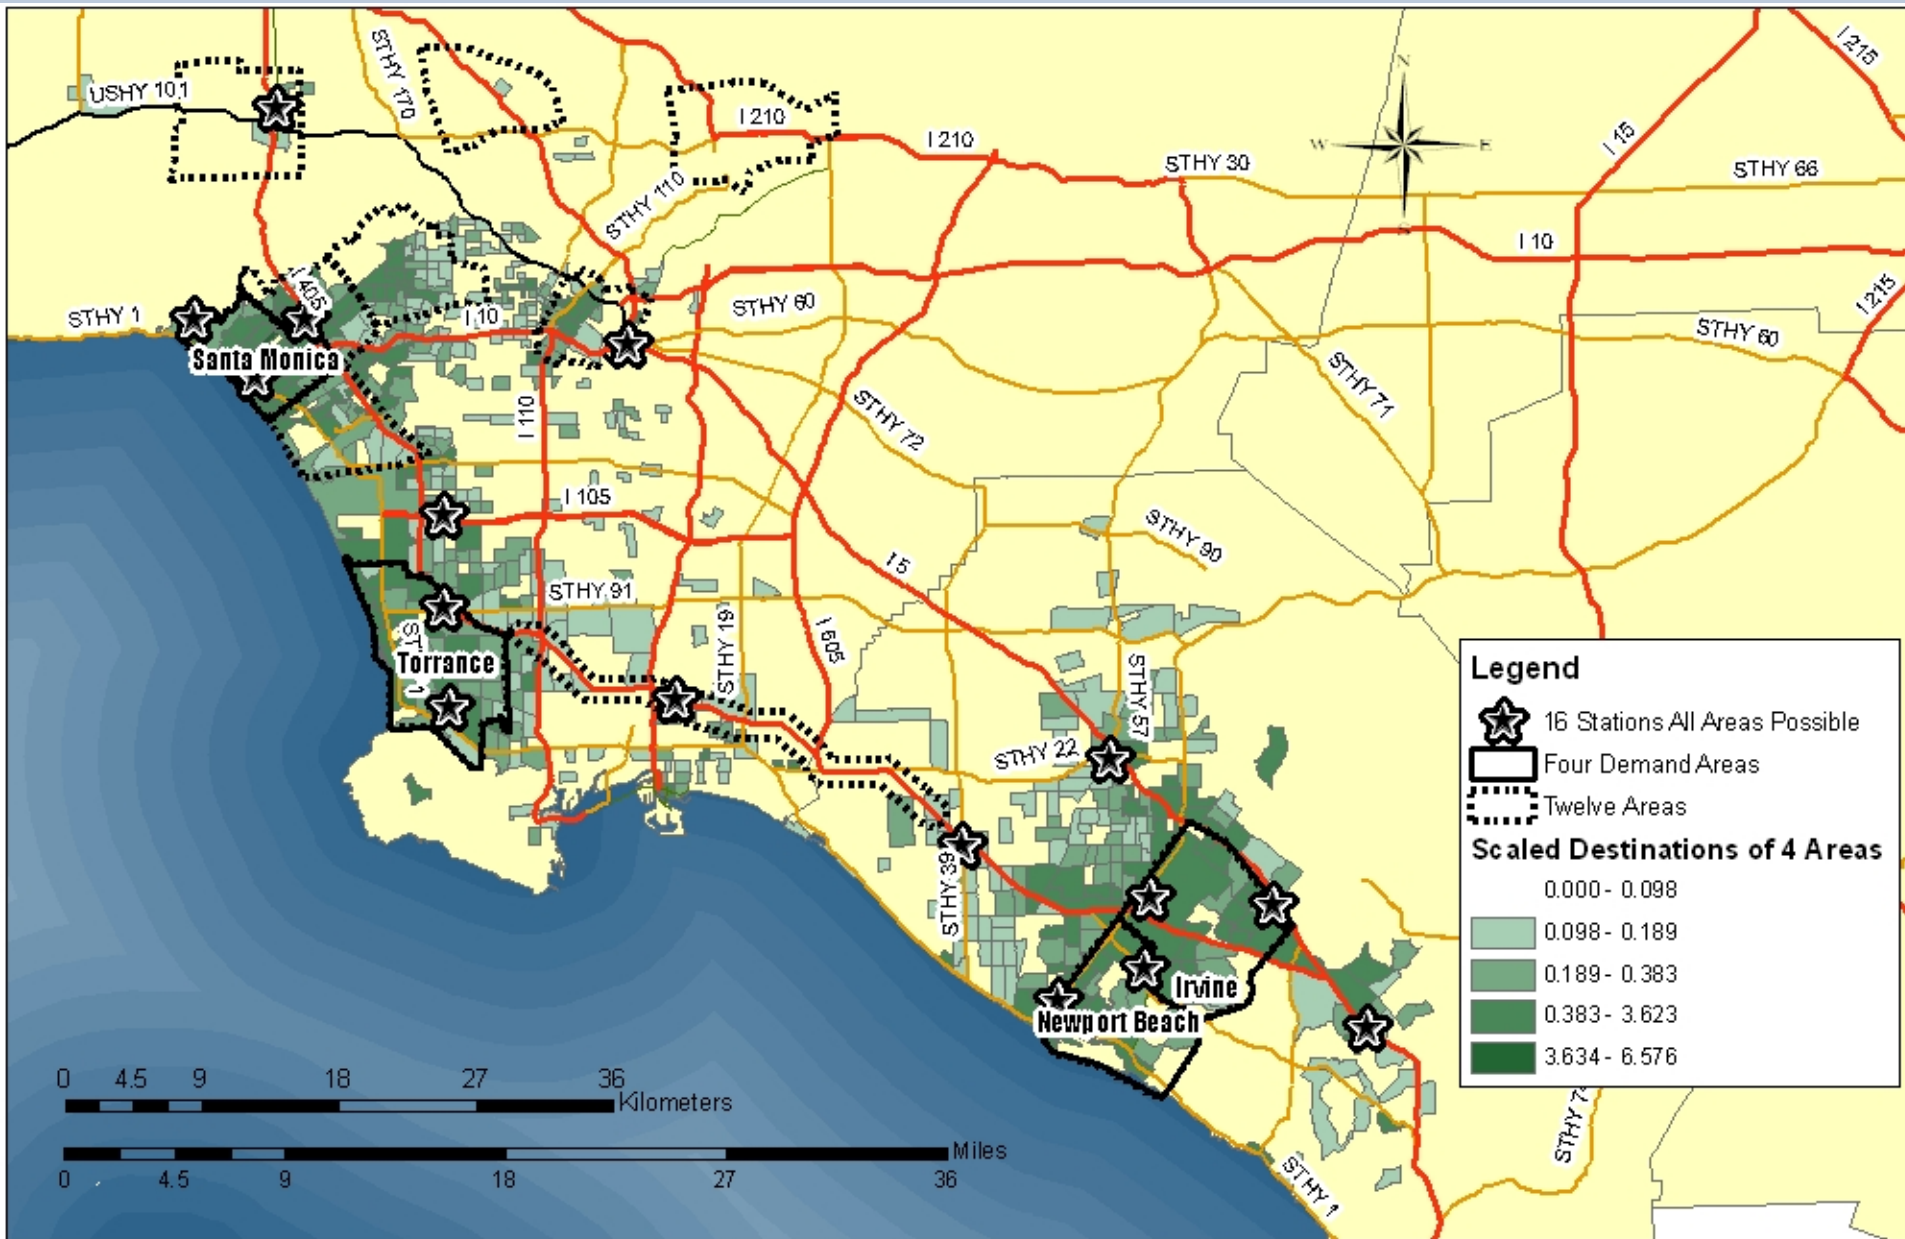 I 215
STHY 170
N
USHY 101
I 210
I 15
I 210
W
E
STHY 30
STHY 66
STHY 110
S
I 10
I 405
I 215
STHY 1
I 10
STHY 60
STHY 60
Santa Monica
STHY 71
I 110
STHY 72
I 105
STHY 90
I 5
STHY 91
STHY 19
I 605
Torrance
1
STHY 57
STHY 22
STHY 39
Irvine
Newport Beach
STHY 74
STHY 1
Legend
16 Stations All Areas Possible
Four Demand Areas
Twelve Areas
Scaled Destinations of 4 Areas
0.000 - 0.098
0.098 - 0.189
0.189 - 0.383
0.383 - 3.623
3.634 - 6.576
0 4.5 9 18 27 36
Kilometers
Miles
0 4.5 9 18 27 36